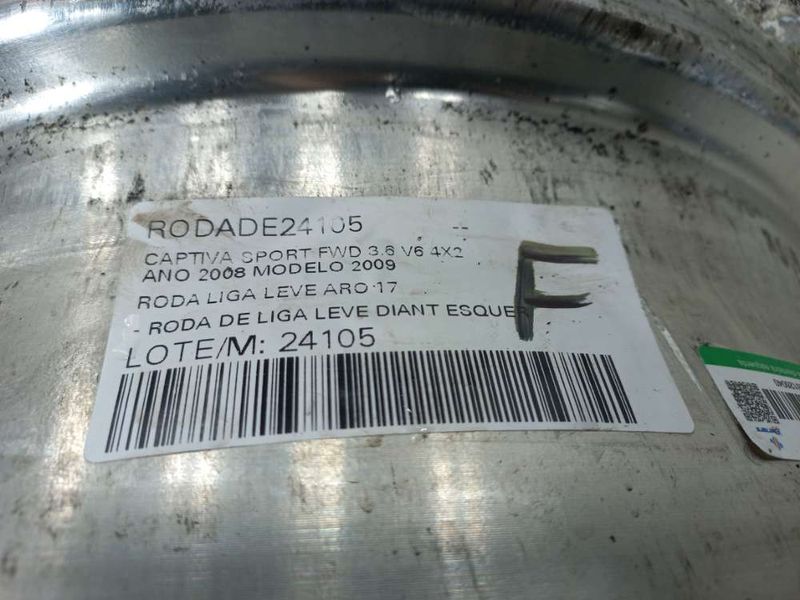 RODADE24105 --
CAPTIVA SPORT FWD 3.6 V6 4X2
ANO 2008 MODELO 2009
RODA LIGA LEVE ARO 17
- RODA DE LIGA LEVE DIANT ESQUER
F
LOTE/M: 24105